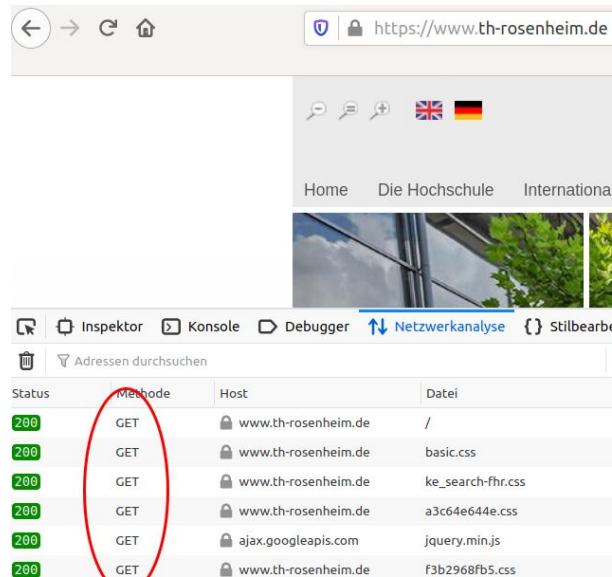 https://www.th-rosenheim.de
Home Die Hochschule Internationa
Inspektor Konsole Debugger Netzwerkanalyse {} Stilbearbe
Adressen durchsuchen
Status Methode Host Datei
200 GET www.th-rosenheim.de /
200 GET www.th-rosenheim.de basic.css
200 GET www.th-rosenheim.de ke_search-fhr.css
200 GET www.th-rosenheim.de a3c64e644e.css
200 GET ajax.googleapis.com jquery.min.js
200 GET www.th-rosenheim.de f3b2968fb5.css